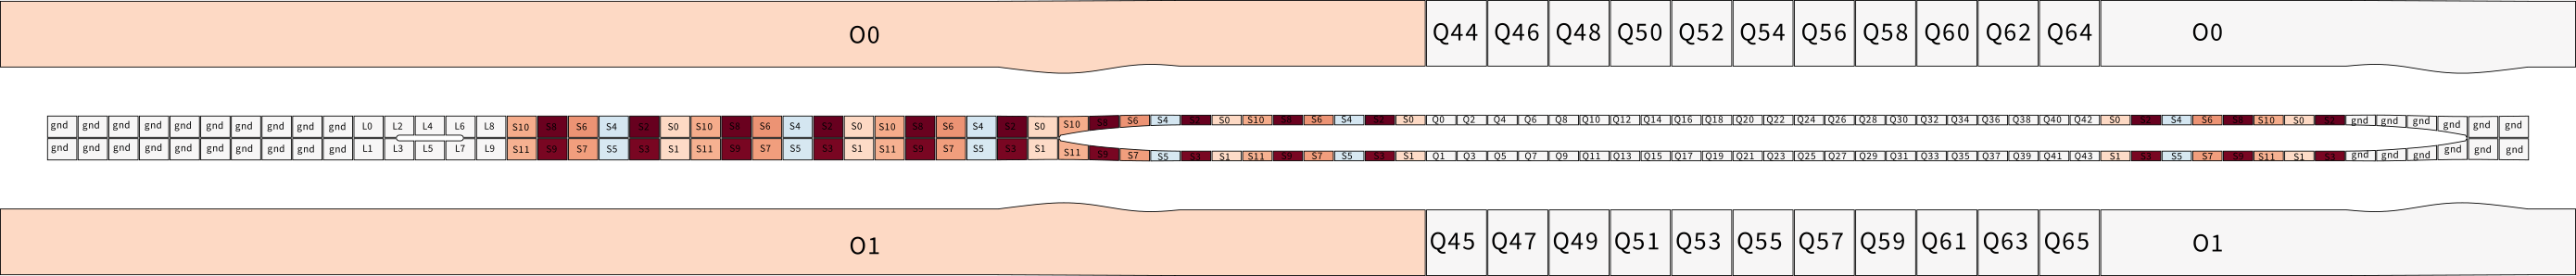 O0 Q44 Q46 Q48 Q50 Q52 Q54 Q56 Q58 Q60 Q62 Q64 O0
gnd gnd gnd gnd gnd gnd gnd gnd gnd gnd L0 L2 L4 L6 L8 S10 S8 S6 S4 S2 S0 S10 S8 S6 S4 S2 S0 S10 S8 S6 S4 S2 S0 S10 S8 S6 S4 S2 S0 S10 S8 S6 S4 S2 S0 Q0 Q2 Q4 Q6 Q8 Q10 Q12 Q14 Q16 Q18 Q20 Q22 Q24 Q26 Q28 Q30 Q32 Q34 Q36 Q38 Q40 Q42 S0 S2 S4 S6 S8 S10 S0 S2 gnd gnd gnd gnd gnd gnd
gnd gnd gnd gnd gnd gnd gnd gnd gnd gnd L1 L3 L5 L7 L9 S11 S9 S7 S5 S3 S1 S11 S9 S7 S5 S3 S1 S11 S9 S7 S5 S3 S1 S11 S9 S7 S5 S3 S1 S11 S9 S7 S5 S3 S1 Q1 Q3 Q5 Q7 Q9 Q11 Q13 Q15 Q17 Q19 Q21 Q23 Q25 Q27 Q29 Q31 Q33 Q35 Q37 Q39 Q41 Q43 S1 S3 S5 S7 S9 S11 S1 S3 gnd gnd gnd gnd gnd gnd
O1 Q45 Q47 Q49 Q51 Q53 Q55 Q57 Q59 Q61 Q63 Q65 O1